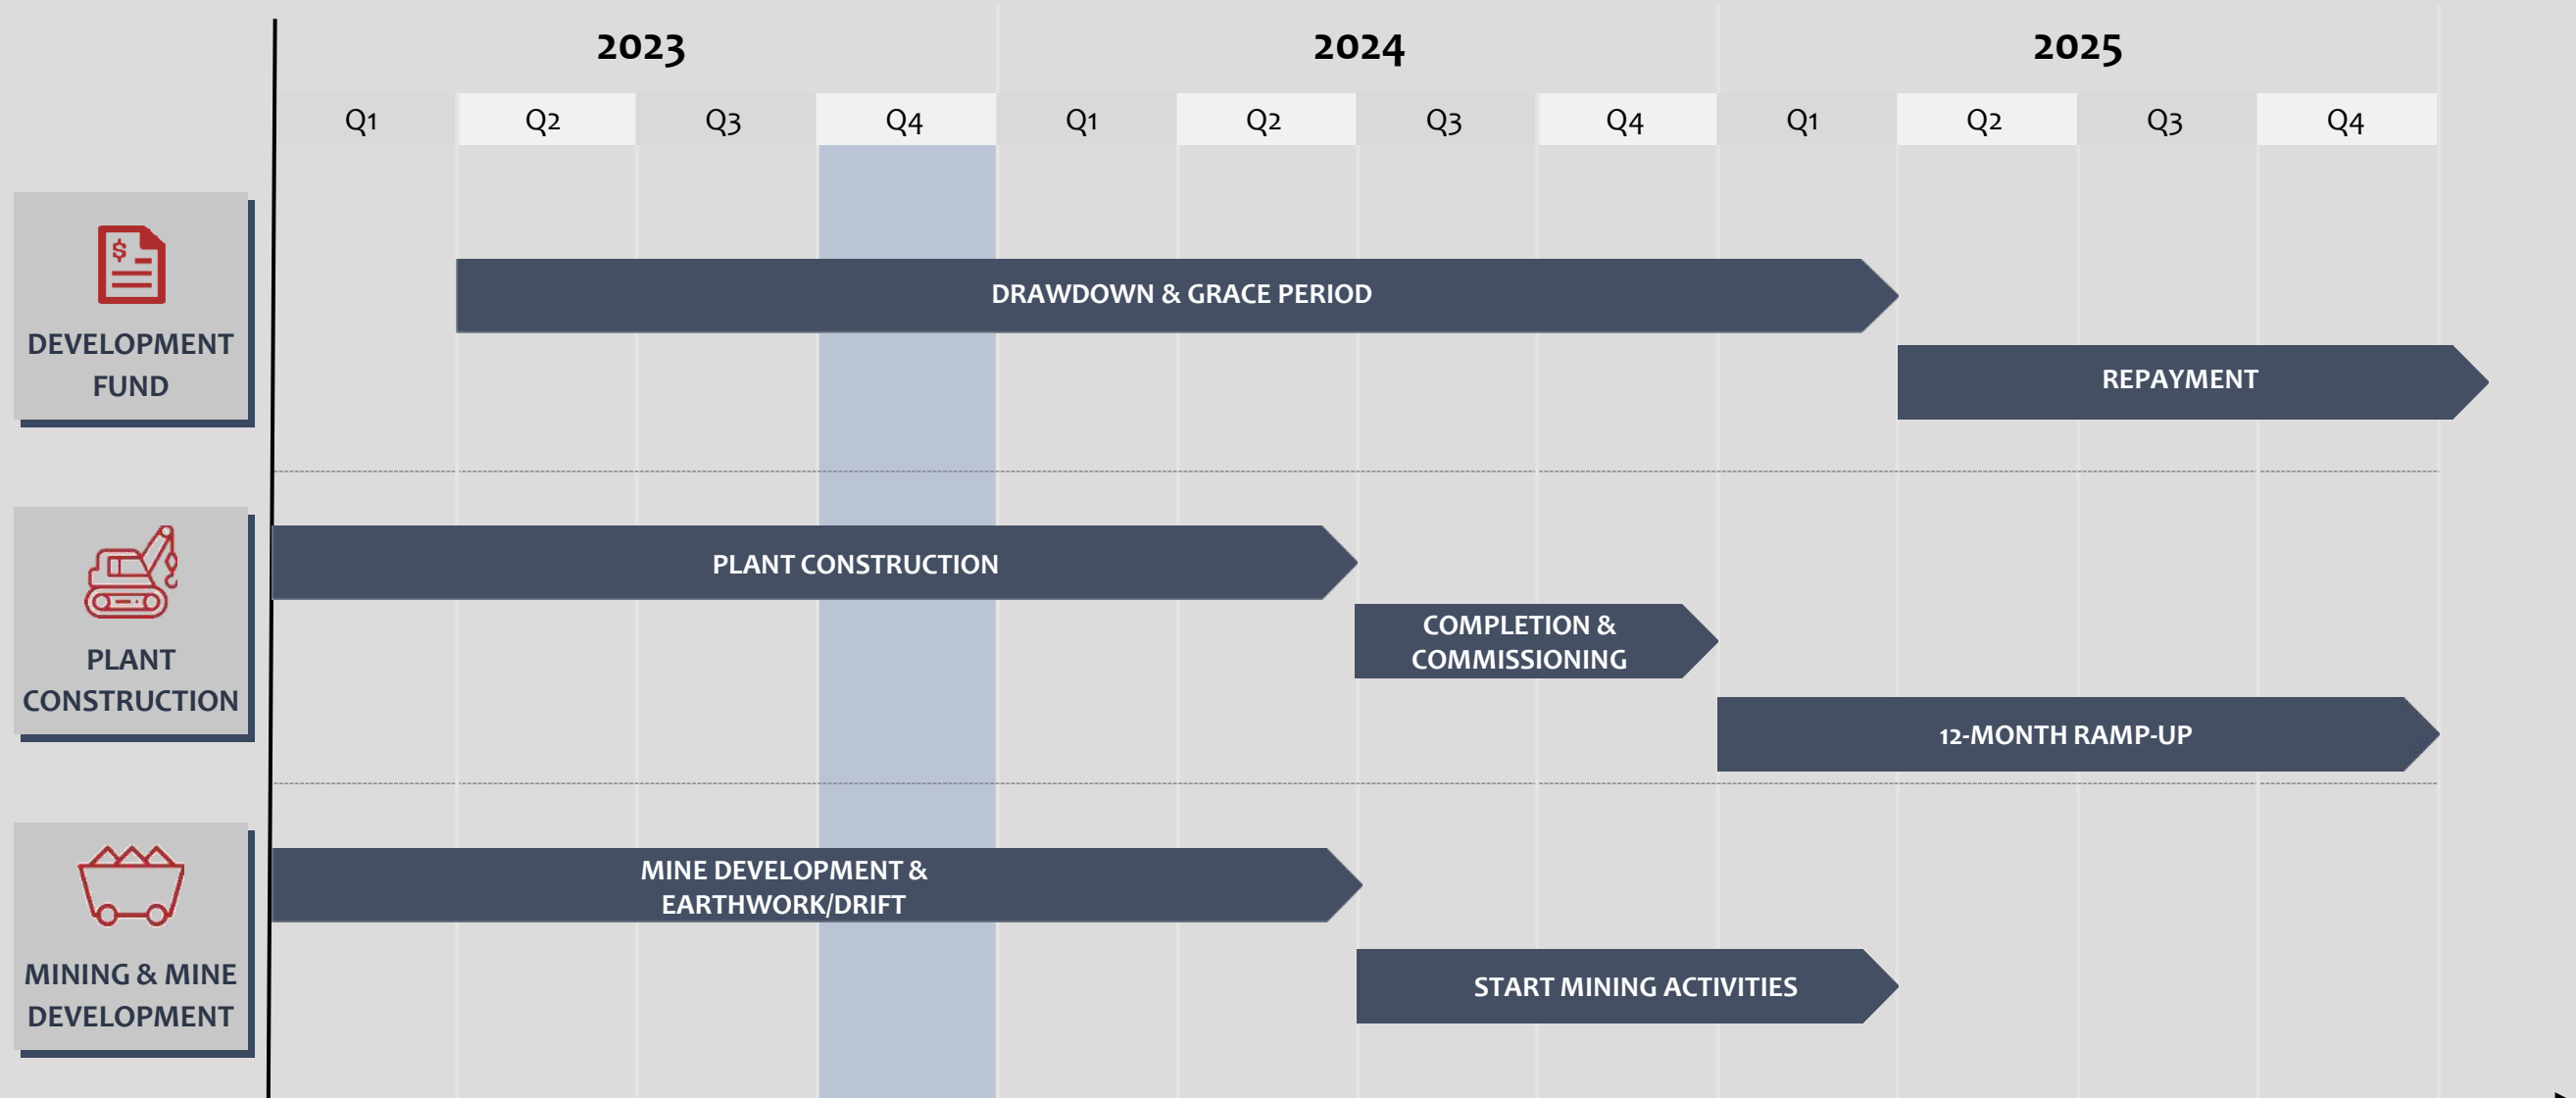 2023 2024 2025
Q1 Q2 Q3 Q4 Q1 Q2 Q3 Q4 Q1 Q2 Q3 Q4
$
DEVELOPMENT
FUND
DRAWDOWN & GRACE PERIOD
REPAYMENT
PLANT
CONSTRUCTION
PLANT CONSTRUCTION
COMPLETION &
COMMISSIONING
12-MONTH RAMP-UP
MINING & MINE
DEVELOPMENT
MINE DEVELOPMENT &
EARTHWORK/DRIFT
START MINING ACTIVITIES